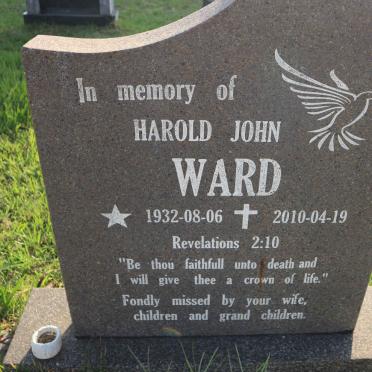 In memory of
HAROLD JOHN
WARD
1932-08-06 2010-04-19
Revelations 2:10
"Be thou faithfull unto death and
I will give thee a crown of life."
Fondly missed by your wife,
children and grand children.